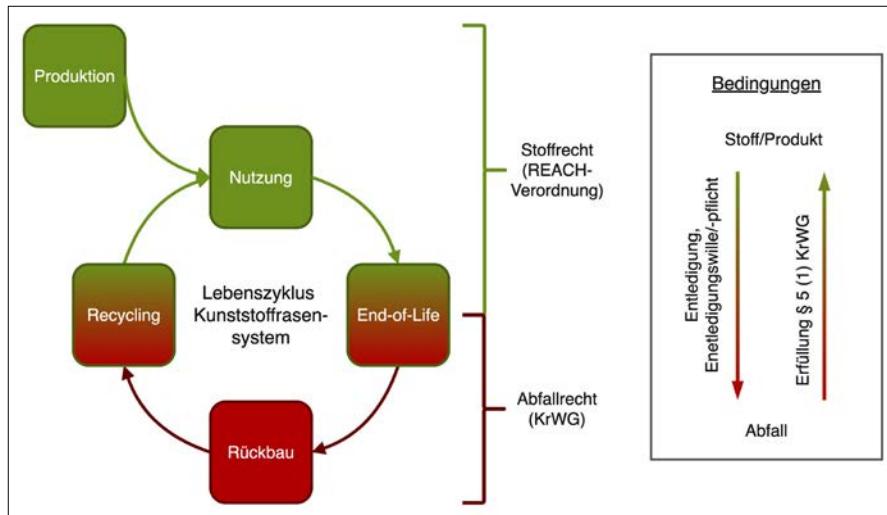 Produktion
Nutzung
Recycling
Lebenszyklus
Kunststoffrasen-
system
End-of-Life
Rückbau
Stoffrecht
(REACH-
Verordnung)
Abfallrecht
(KrWG)
Bedingungen
Stoff/Produkt
Entledigung,
Enetledigungswille/-pflicht
Erfüllung § 5 (1) KrWG
Abfall